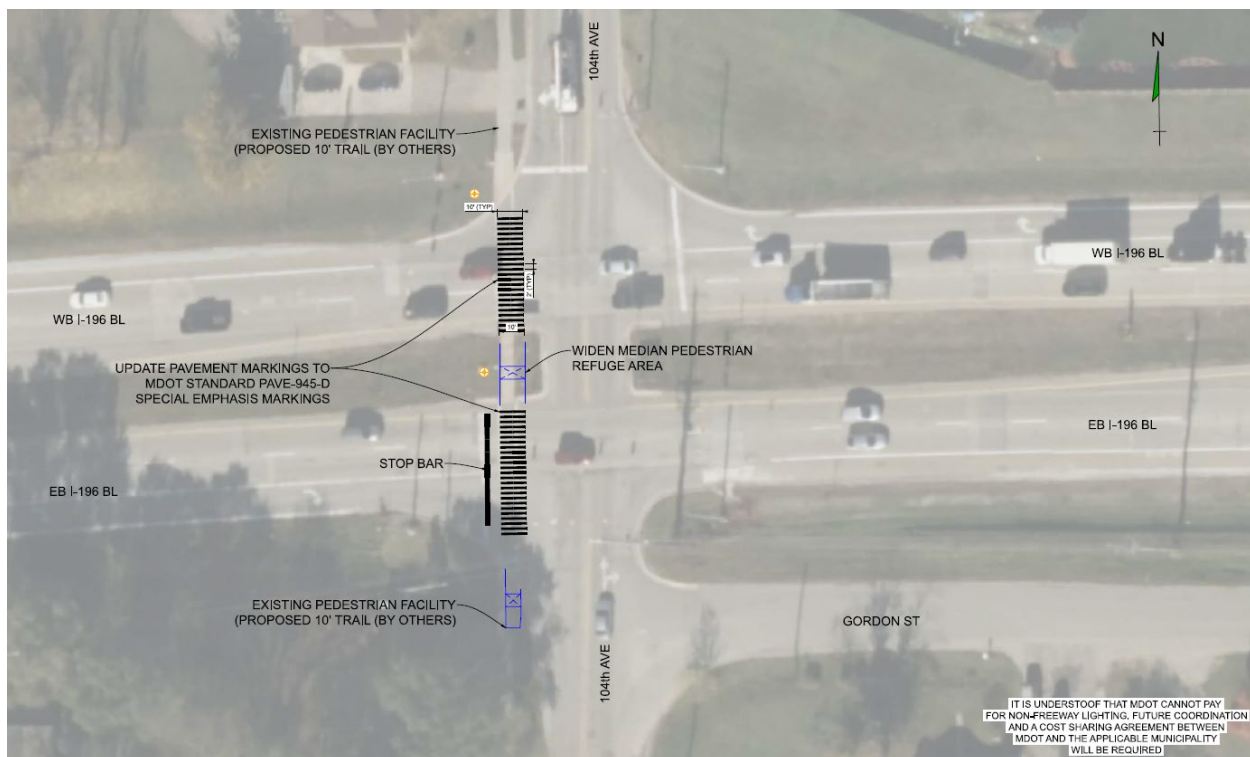 104th AVE
N
EXISTING PEDESTRIAN FACILITY
(PROPOSED 10' TRAIL (BY OTHERS)
10' (TYP)
WB I-196 BL
2' (TYP)
WB I-196 BL
10'
WIDEN MEDIAN PEDESTRIAN
REFUGE AREA
UPDATE PAVEMENT MARKINGS TO
MDOT STANDARD PAVE-945-D
SPECIAL EMPHASIS MARKINGS
EB I-196 BL
STOP BAR
EB I-196 BL
EXISTING PEDESTRIAN FACILITY
(PROPOSED 10' TRAIL (BY OTHERS)
GORDON ST
104th AVE
IT IS UNDERSTOOF THAT MDOT CANNOT PAY
FOR NON-FREEWAY LIGHTING. FUTURE COORDINATION
AND A COST SHARING AGREEMENT BETWEEN
MDOT AND THE APPLICABLE MUNICIPALITY
WILL BE REQUIRED